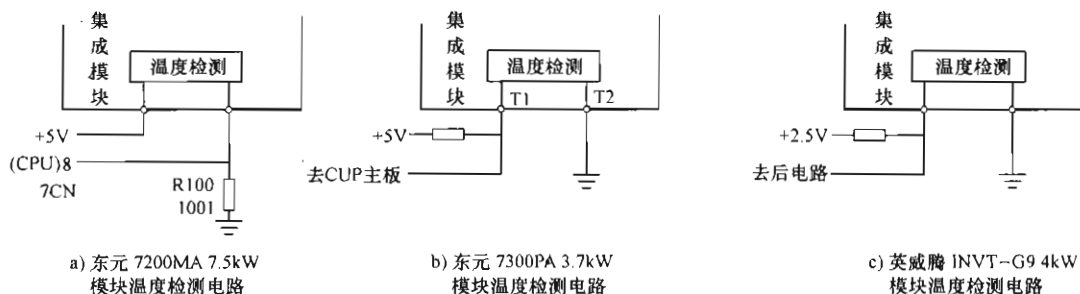 集成模块
温度检测
+5V
(CPU)8
7CN
R100
1001
a) 东元 7200MA 7.5kW
模块温度检测电路
集成模块
温度检测
T1
T2
+5V
去CUP主板
b) 东元 7300PA 3.7kW
模块温度检测电路
集成模块
温度检测
+2.5V
去后电路
c) 英威腾 INVT-G9 4kW
模块温度检测电路